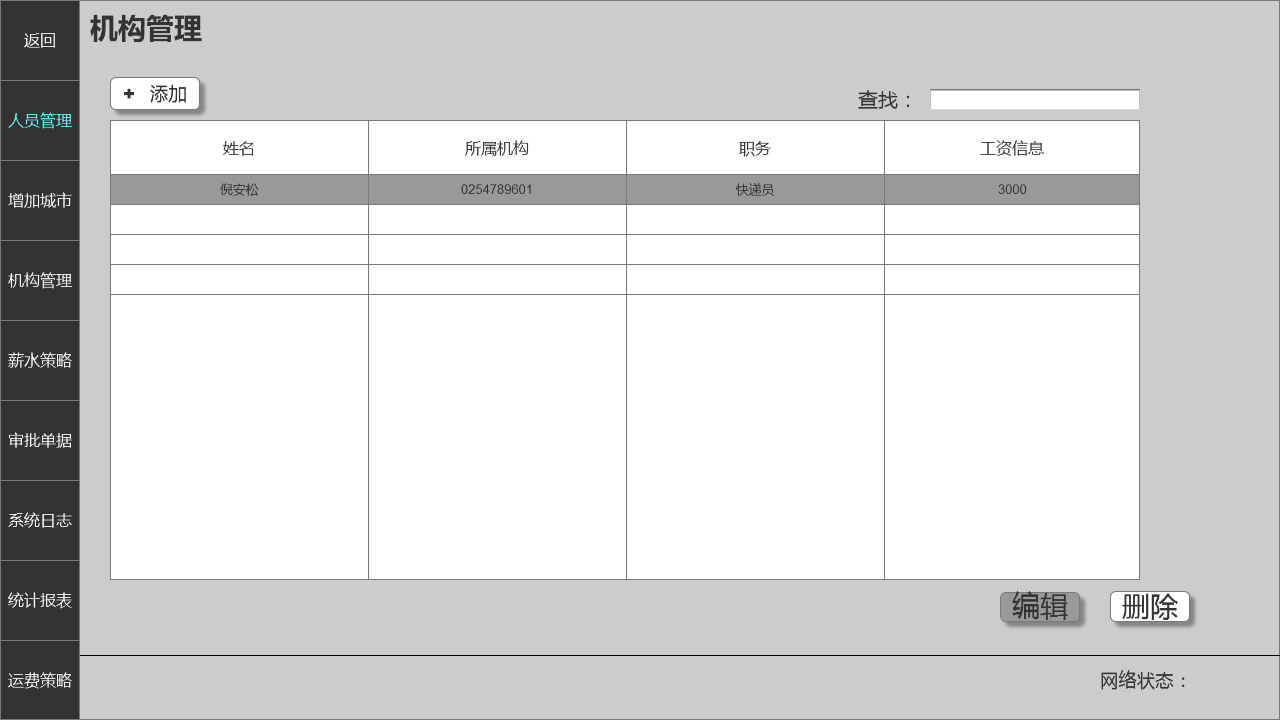 返回
人员管理
增加城市
机构管理
薪水策略
审批单据
系统日志
统计报表
运费策略
机构管理
+ 添加
查找：
姓名 所属机构 职务 工资信息
倪安松 0254789601 快递员 3000
编辑 删除
网络状态：